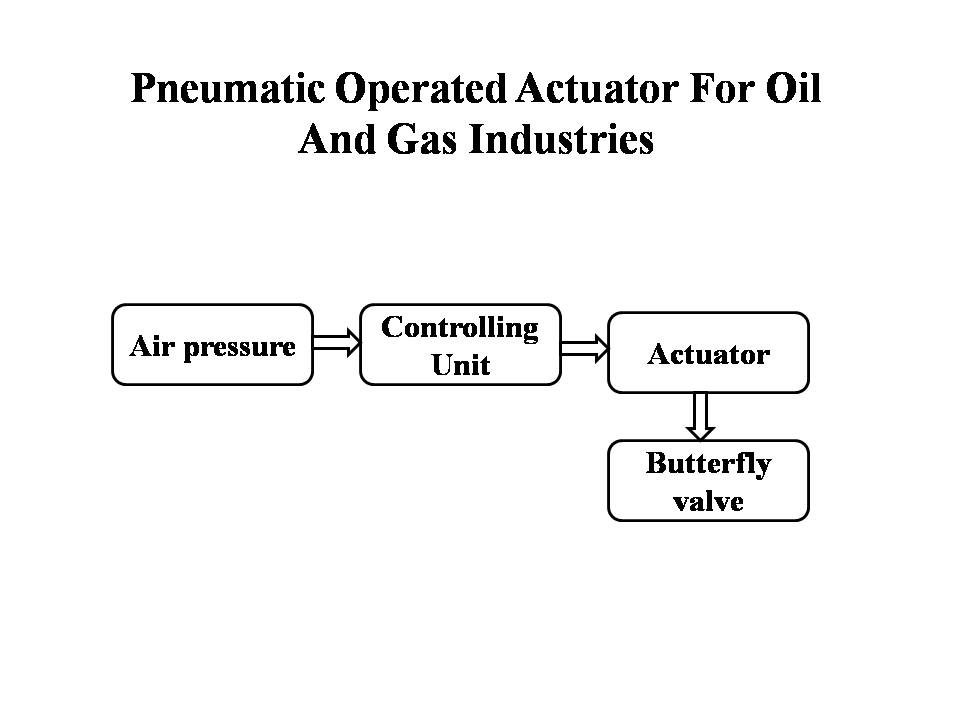 Pneumatic Operated Actuator For Oil
And Gas Industries
Air pressure
Controlling
Unit
Actuator
Butterfly
valve